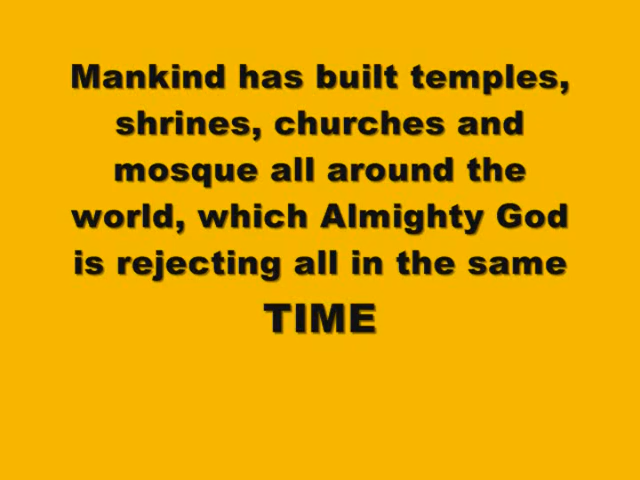 Mankind has built temples,
shrines, churches and
mosque all around the
world, which Almighty God
is rejecting all in the same
TIME